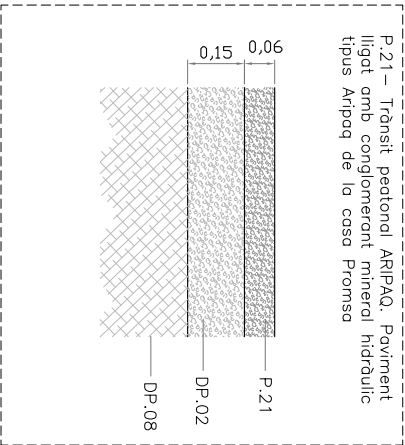 P.21– Trànsit peatonal ARIPAQ. Paviment
lligat amb conglomerant mineral hidràulic
tipus Aripaq de la casa Promsa
0,15
0,06
P.21
DP.02
DP.08